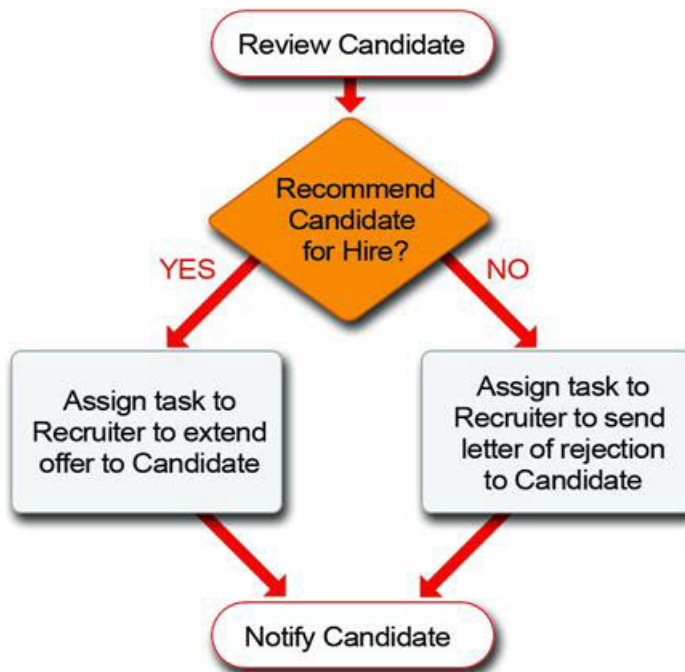 Review Candidate
Recommend
Candidate
for Hire?
YES
NO
Assign task to
Recruiter to extend
offer to Candidate
Assign task to
Recruiter to send
letter of rejection
to Candidate
Notify Candidate